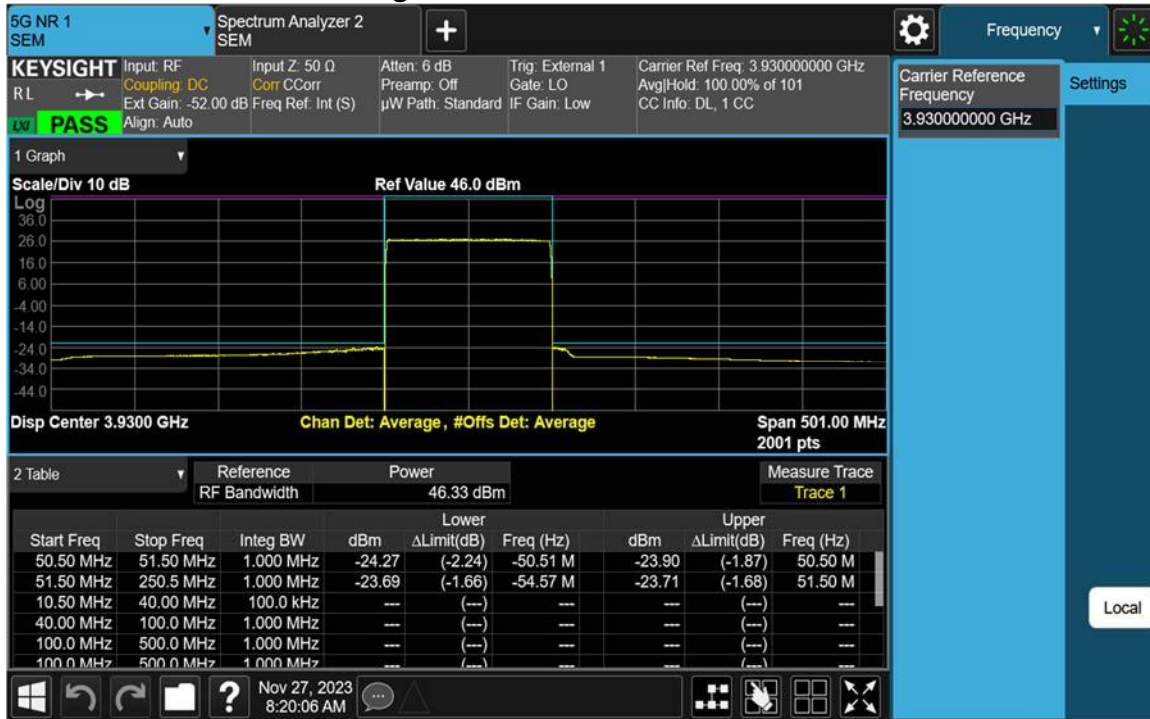 5G NR 1
SEM
Spectrum Analyzer 2
SEM
Frequency
KEYSIGHT
RL
LXI PASS
Input: RF
Coupling: DC
Ext Gain: -52.00 dB
Align: Auto
Input Z: 50 Ω
Corr CCorr
Freq Ref: Int (S)
Atten: 6 dB
Preamp: Off
µW Path: Standard
Trig: External 1
Gate: LO
IF Gain: Low
Carrier Ref Freq: 3.930000000 GHz
Avg|Hold: 100.00% of 101
CC Info: DL, 1 CC
Carrier Reference
Frequency
3.930000000 GHz
Settings
1 Graph
Scale/Div 10 dB Ref Value 46.0 dBm
Log
36.0
26.0
16.0
6.00
-4.00
-14.0
-24.0
-34.0
-44.0
Disp Center 3.9300 GHz Chan Det: Average, #Offs Det: Average Span 501.00 MHz
2001 pts
2 Table Reference Power Measure Trace
RF Bandwidth 46.33 dBm Trace 1
Lower Upper
Start Freq Stop Freq Integ BW dBm ΔLimit(dB) Freq (Hz) dBm ΔLimit(dB) Freq (Hz)
50.50 MHz 51.50 MHz 1.000 MHz -24.27 (-2.24) -50.51 M -23.90 (-1.87) 50.50 M
51.50 MHz 250.5 MHz 1.000 MHz -23.69 (-1.66) -54.57 M -23.71 (-1.68) 51.50 M
10.50 MHz 40.00 MHz 100.0 kHz --- (---) --- --- (---) ---
40.00 MHz 100.0 MHz 1.000 MHz --- (---) --- --- (---) ---
100.0 MHz 500.0 MHz 1.000 MHz --- (---) --- --- (---) ---
100.0 MHz 500.0 MHz 1.000 MHz --- (---) --- --- (---) ---
Local
?
Nov 27, 2023
8:20:06 AM